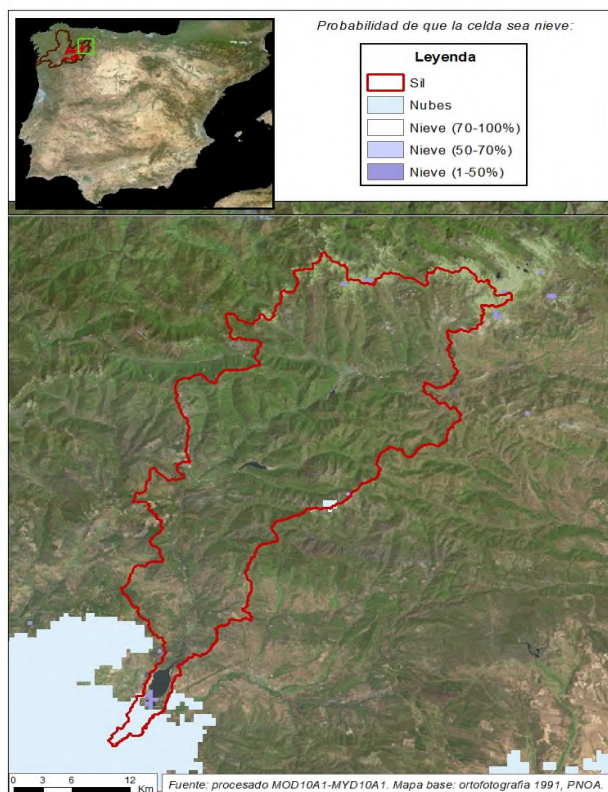 Probabilidad de que la celda sea nieve:
Leyenda
Sil
Nubes
Nieve (70-100%)
Nieve (50-70%)
Nieve (1-50%)
0 3 6 12
Km
Fuente: procesado MOD10A1-MYD10A1. Mapa base: ortofotografia 1991, PNOA.